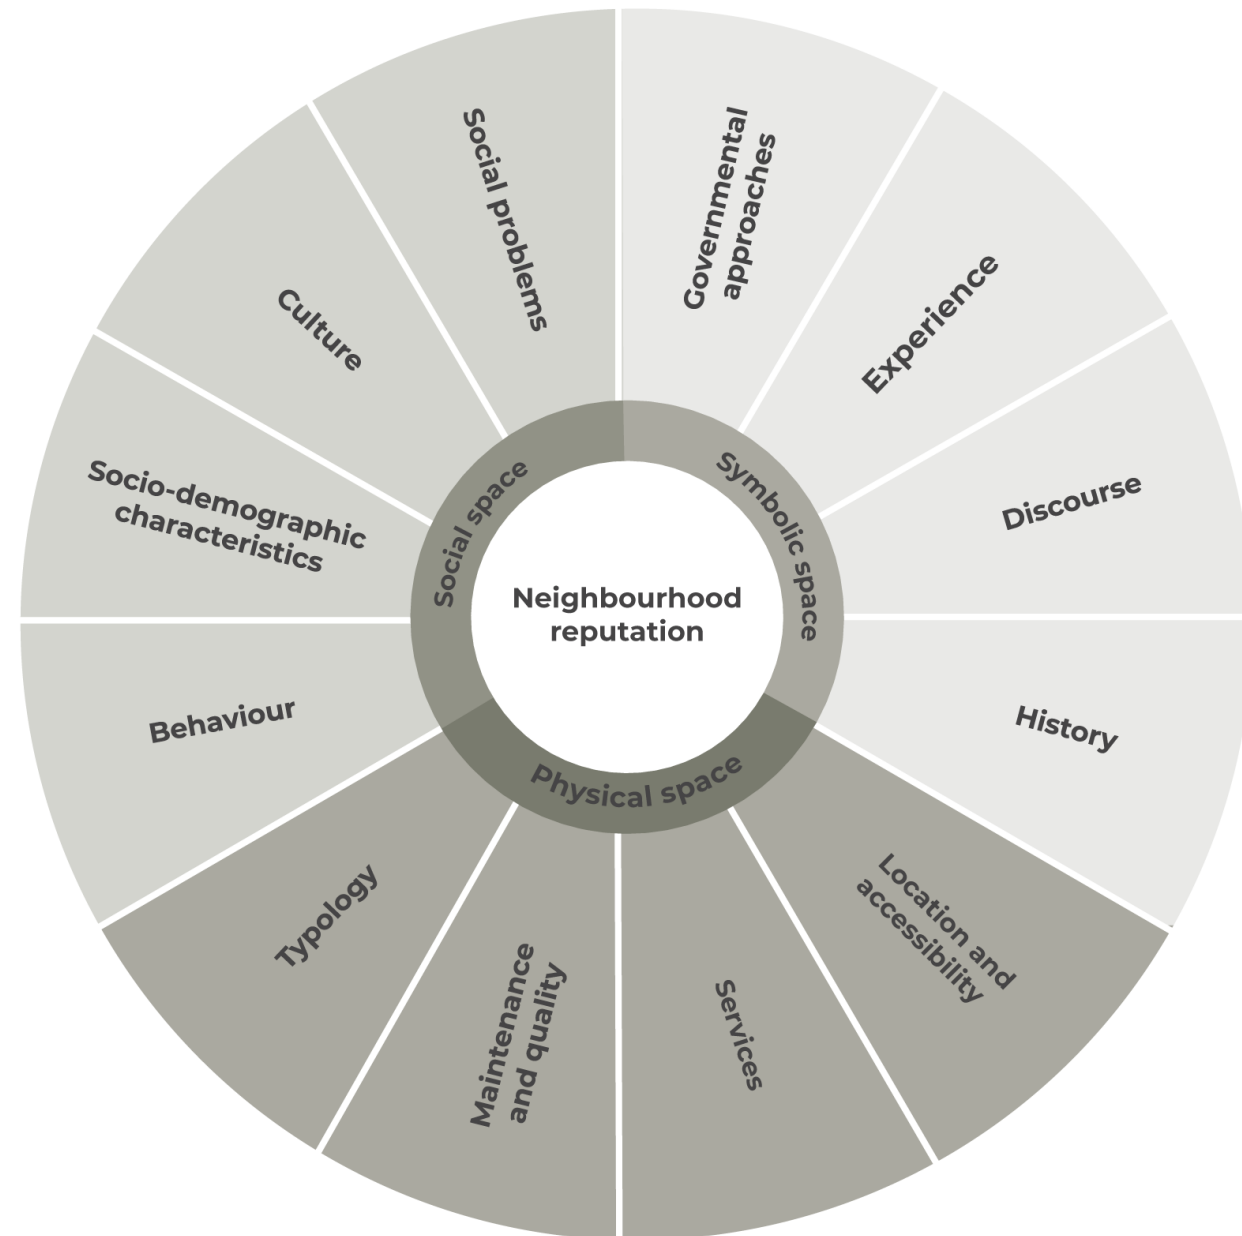 Neighbourhood
reputation
Symbolic space
Governmental
approaches
Experience
Discourse
History
Physical space
Location and
accessibility
Services
Maintenance
and quality
Typology
Social space
Behaviour
Socio-demographic
characteristics
Culture
Social problems